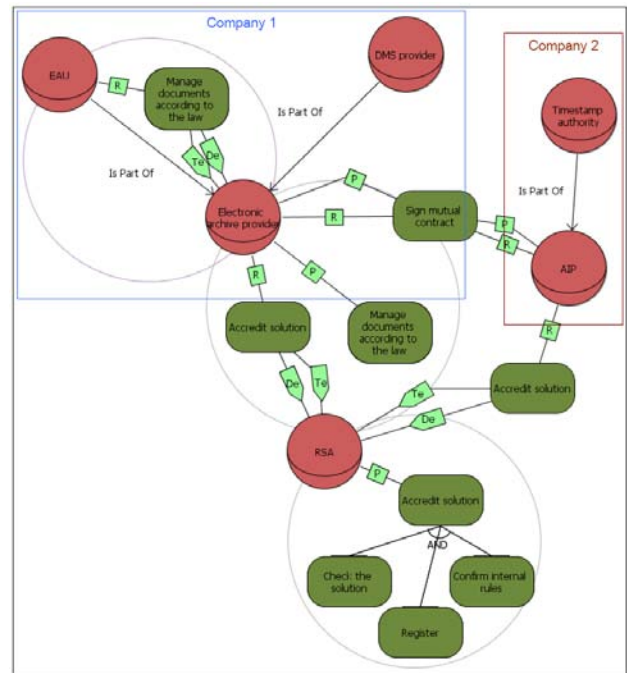 Company 1
Company 2
EAU
DMS provider
R
Manage
documents
according to
the law
Timestamp
authority
Is Part Of
Te
De
Is Part Of
P
Is Part Of
Electronic
archive provider
R
Sign mutual
contract
P
R
AIP
R
P
Accredit solution
Manage
documents
according to
the law
R
De
Te
Te
De
Accredit solution
RSA
P
Accredit solution
AND
Check the
solution
Confirm internal
rules
Register